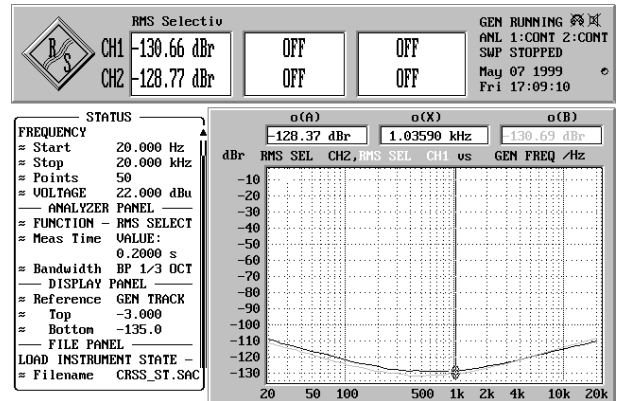 RMS Selectiv
R S
CH1 -130.66 dBr OFF OFF
CH2 -128.77 dBr OFF OFF
GEN RUNNING
ANL 1:CONT 2:CONT
SWP STOPPED
May 07 1999
Fri 17:09:10
STATUS
FREQUENCY
≈ Start 20.000 Hz
≈ Stop 20.000 kHz
≈ Points 50
≈ VOLTAGE 22.000 dBu
ANALYZER PANEL
≈ FUNCTION - RMS SELECT
≈ Meas Time VALUE:
0.2000 s
≈ Bandwidth BP 1/3 OCT
DISPLAY PANEL
≈ Reference GEN TRACK
≈ Top -3.000
≈ Bottom -135.0
FILE PANEL
LOAD INSTRUMENT STATE -
≈ Filename CRSS_ST.SAC
o(A) o(X) o(B)
-128.37 dBr 1.03590 kHz -130.69 dBr
dBr RMS SEL CH2,RMS SEL CH1 vs GEN FREQ /Hz
-10
-20
-30
-40
-50
-60
-70
-80
-90
-100
-110
-120
-130
20 50 100 500 1k 2k 4k 10k 20k